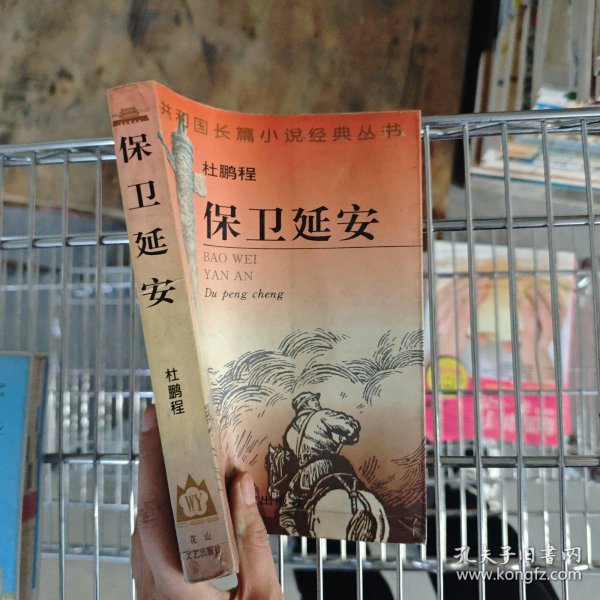 共和国长篇小说经典丛书
杜鹏程
保卫延安
BAO WEI
YAN AN
Du peng cheng
保卫延安
杜鹏程
WY
花山
文艺出版社
孔夫子旧书网
www.kongfz.com